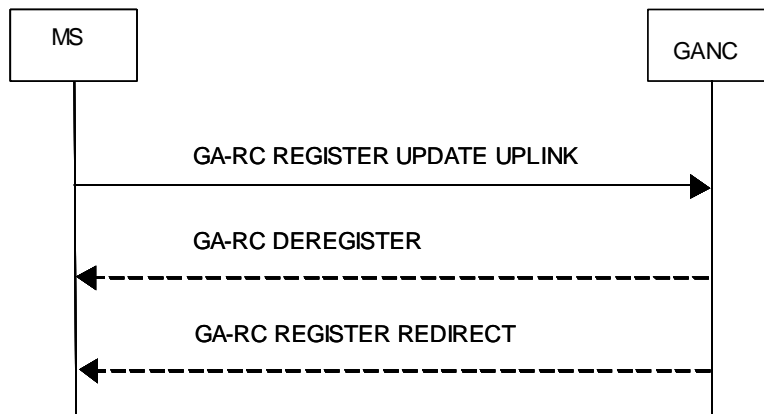 MS
GANC
GA-RC REGISTER UPDATE UPLINK
GA-RC DEREGISTER
GA-RC REGISTER REDIRECT